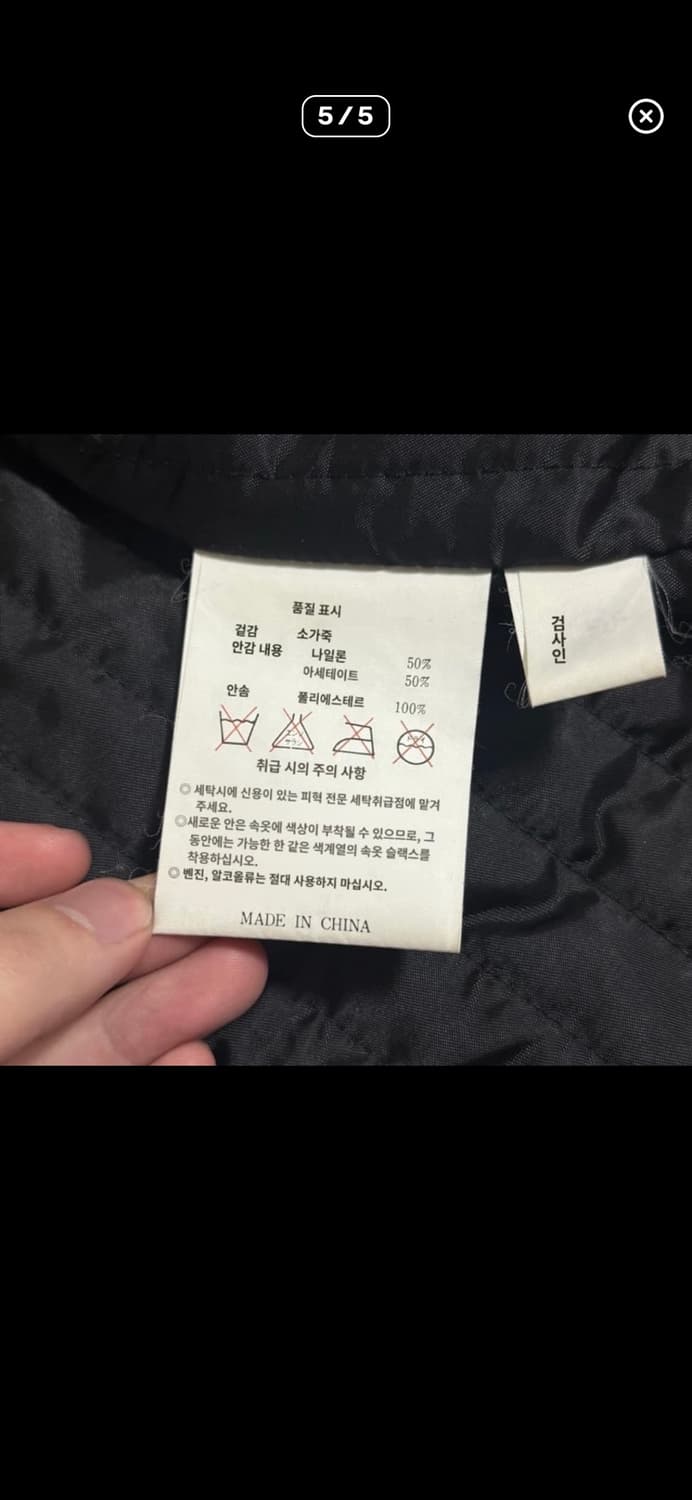 5/5
품질 표시
겉감 소가죽
안감 내용 나일론 50%
아세테이트 50%
안솜 폴리에스테르 100%
취급 시의 주의 사항
◎ 세탁시에 신용이 있는 피혁 전문 세탁취급점에 맡겨
주세요.
◎새로운 안은 속옷에 색상이 부착될 수 있으므로, 그
동안에는 가능한 한 같은 색계열의 속옷 슬랙스를
착용하십시오.
◎ 벤진, 알코올류는 절대 사용하지 마십시오.
MADE IN CHINA
검사인